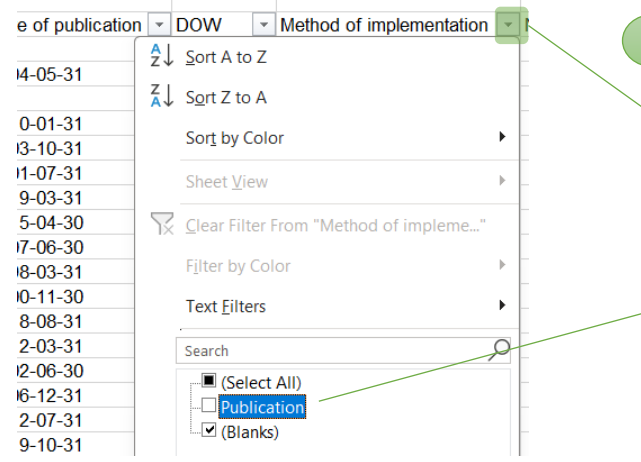 e of publication DOW Method of implementation
Sort A to Z
04-05-31
Sort Z to A
0-01-31
Sort by Color
03-10-31
01-07-31
Sheet View
9-03-31
5-04-30
Clear Filter From "Method of impleme..."
07-06-30
Filter by Color
08-03-31
00-11-30
Text Filters
8-08-31
2-03-31
Search
02-06-30
(Select All)
06-12-31
Publication
2-07-31
(Blanks)
9-10-31